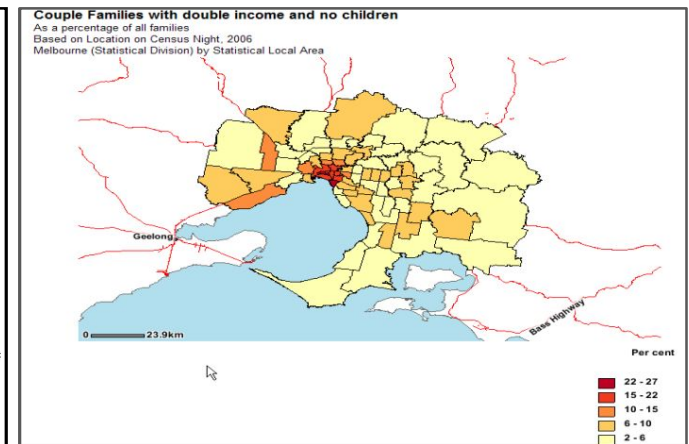 Couple Families with double income and no children
As a percentage of all families
Based on Location on Census Night, 2006
Melbourne (Statistical Division) by Statistical Local Area
Geelong
Bass Highway
0 23.9km
Per cent
22 - 27
15 - 22
10 - 15
6 - 10
2 - 6